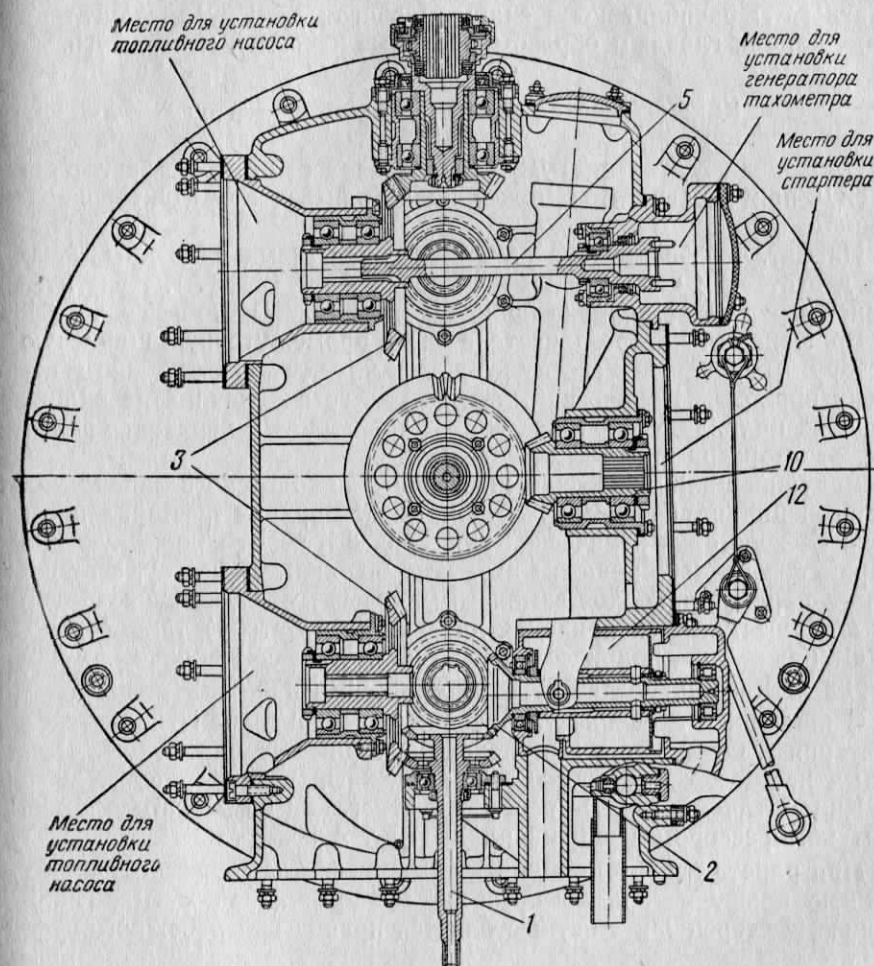 Место для установки
топливного насоса
Место для
установки
генератора
тахометра
5
Место для
установки
стартера
3
10
12
Место для
установки
топливного
насоса
2
1